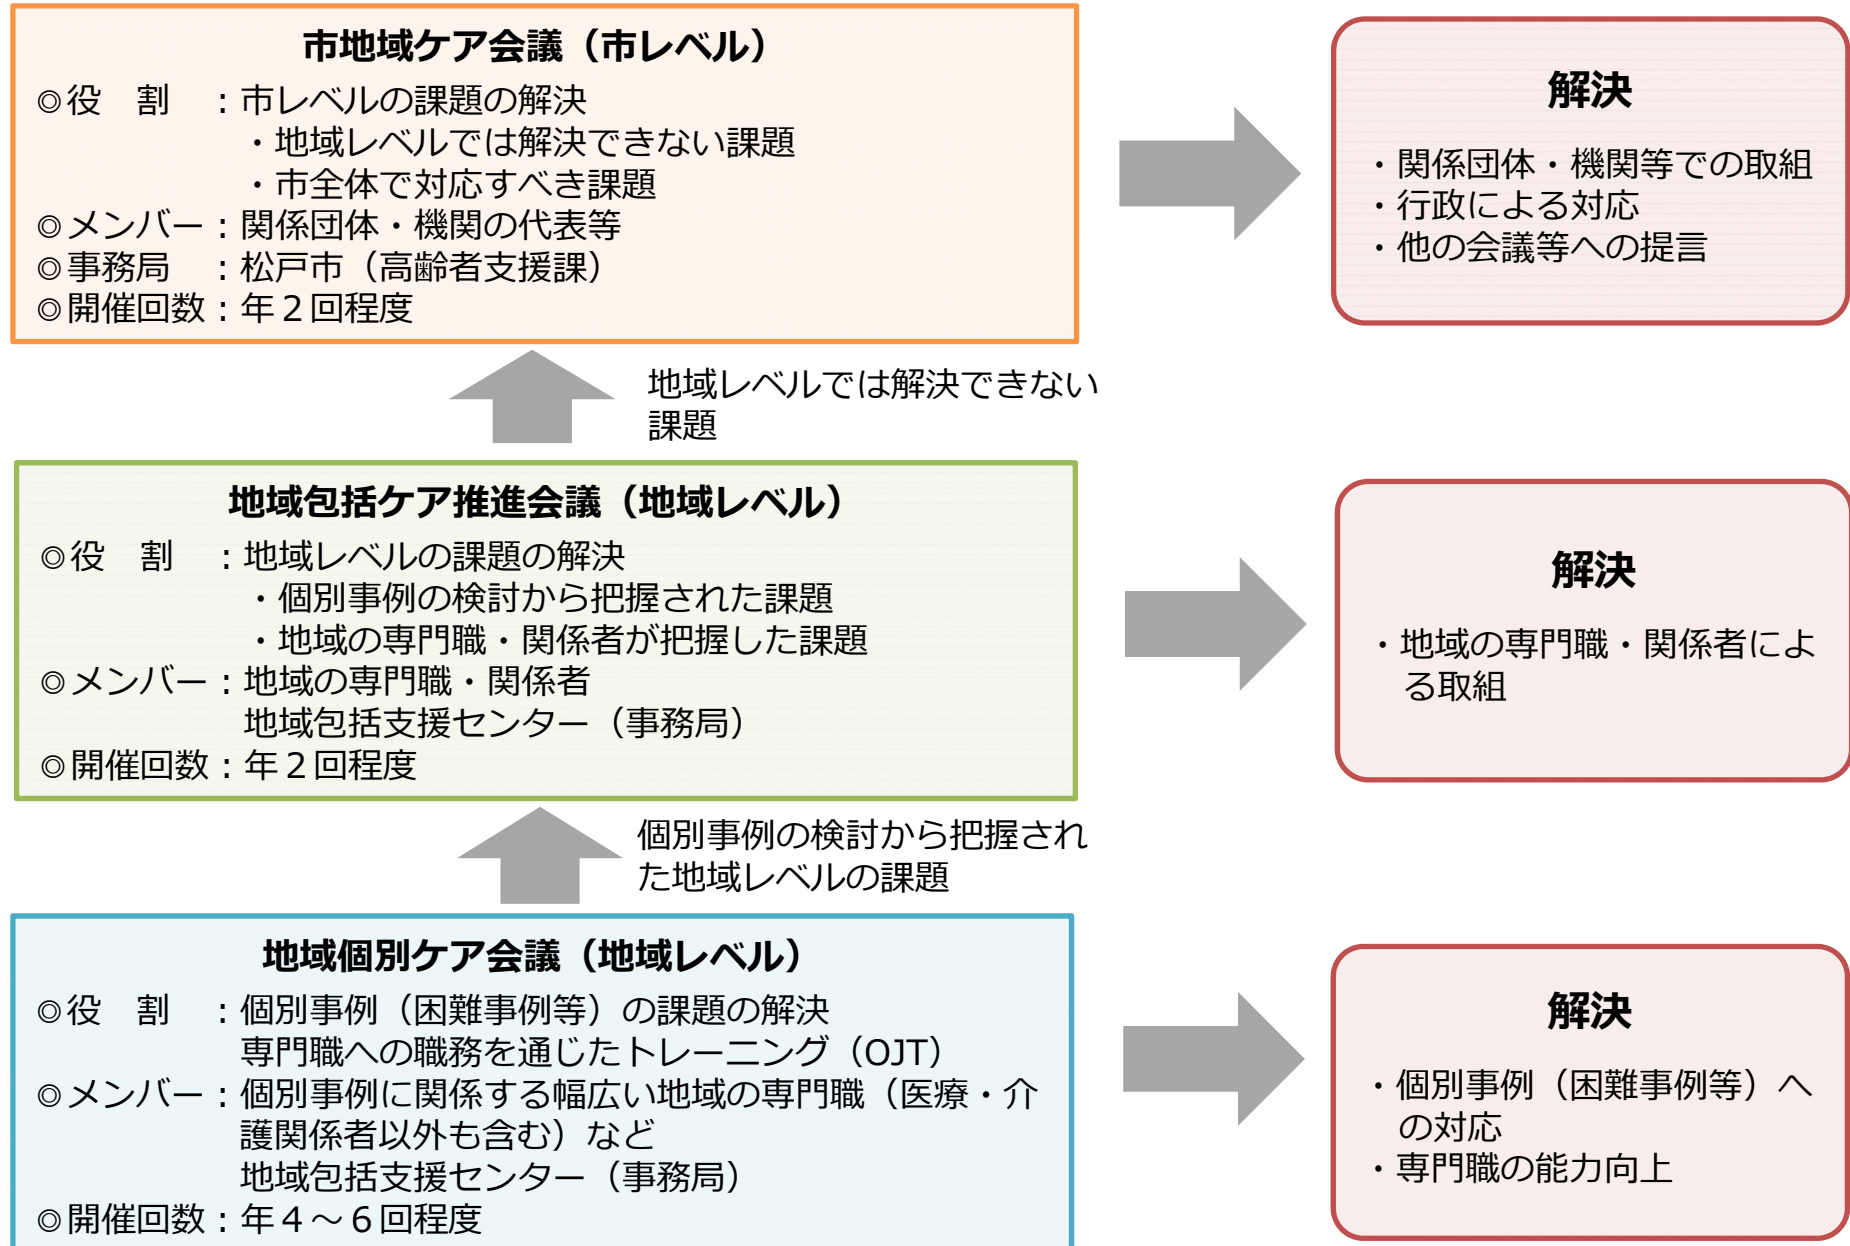 市地域ケア会議（市レベル）
◎役　割　：市レベルの課題の解決
・地域レベルでは解決できない課題
・市全体で対応すべき課題
◎メンバー：関係団体・機関の代表等
◎事務局　：松戸市（高齢者支援課）
◎開催回数：年２回程度
解決
・関係団体・機関等での取組
・行政による対応
・他の会議等への提言
地域レベルでは解決できない
課題
地域包括ケア推進会議（地域レベル）
◎役　割　：地域レベルの課題の解決
・個別事例の検討から把握された課題
・地域の専門職・関係者が把握した課題
◎メンバー：地域の専門職・関係者
地域包括支援センター（事務局）
◎開催回数：年２回程度
解決
・地域の専門職・関係者によ
る取組
個別事例の検討から把握され
た地域レベルの課題
地域個別ケア会議（地域レベル）
◎役　割　：個別事例（困難事例等）の課題の解決
専門職への職務を通じたトレーニング（OJT）
◎メンバー：個別事例に関係する幅広い地域の専門職（医療・介
護関係者以外も含む）など
地域包括支援センター（事務局）
◎開催回数：年４～６回程度
解決
・個別事例（困難事例等）へ
の対応
・専門職の能力向上